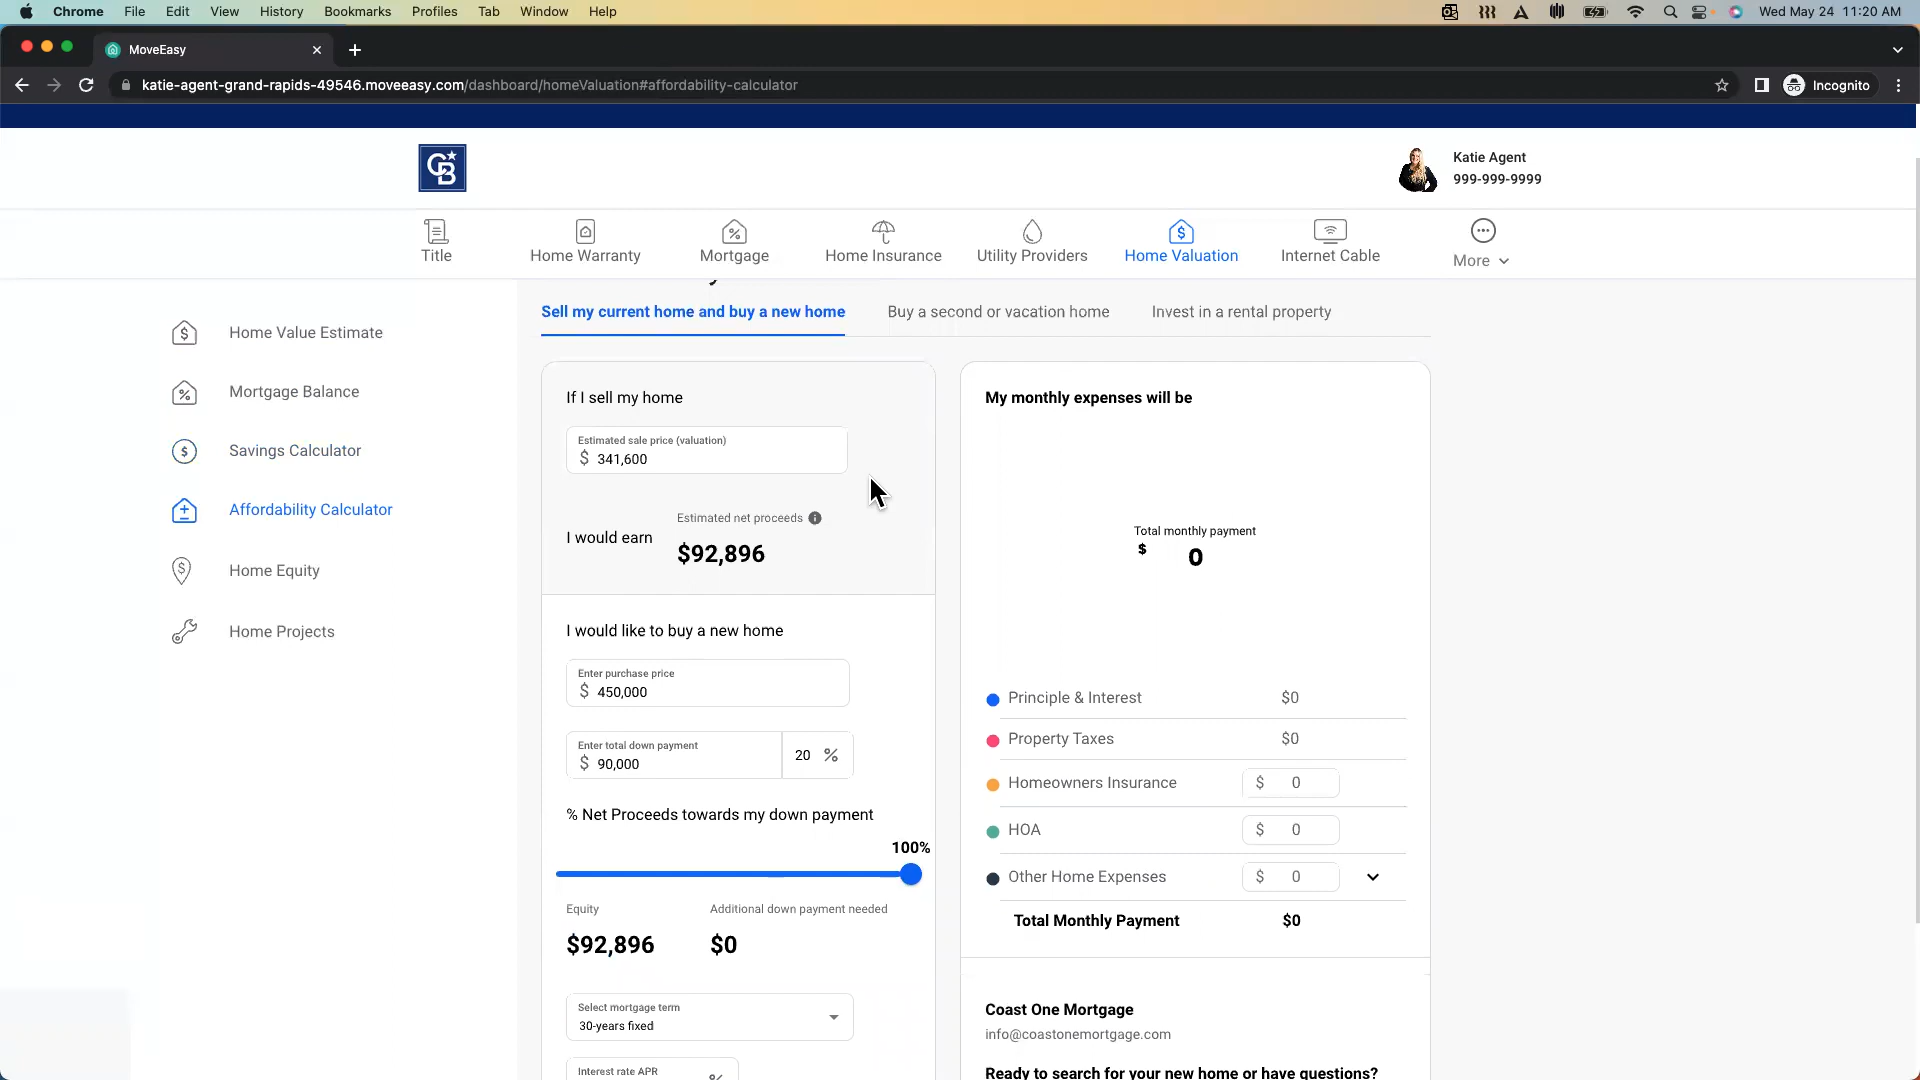 Chrome File Edit View History Bookmarks Profiles Tab Window Help Wed May 24 11:20 AM
MoveEasy
katie-agent-grand-rapids-49546.moveeasy.com/dashboard/homeValuation#affordability-calculator Incognito
CB
Katie Agent
999-999-9999
Title Home Warranty Mortgage Home Insurance Utility Providers Home Valuation Internet Cable More
Sell my current home and buy a new home Buy a second or vacation home Invest in a rental property
Home Value Estimate
Mortgage Balance
Savings Calculator
Affordability Calculator
Home Equity
Home Projects
If I sell my home
Estimated sale price (valuation)
$ 341,600
Estimated net proceeds
I would earn
$92,896
I would like to buy a new home
Enter purchase price
$ 450,000
Enter total down payment
$ 90,000
20 %
% Net Proceeds towards my down payment
100%
Equity Additional down payment needed
$92,896 $0
Select mortgage term
30-years fixed
Interest rate APR
%
My monthly expenses will be
Total monthly payment
$ 0
Principle & Interest $0
Property Taxes $0
Homeowners Insurance $ 0
HOA $ 0
Other Home Expenses $ 0
Total Monthly Payment $0
Coast One Mortgage
info@coastonemortgage.com
Ready to search for your new home or have questions?